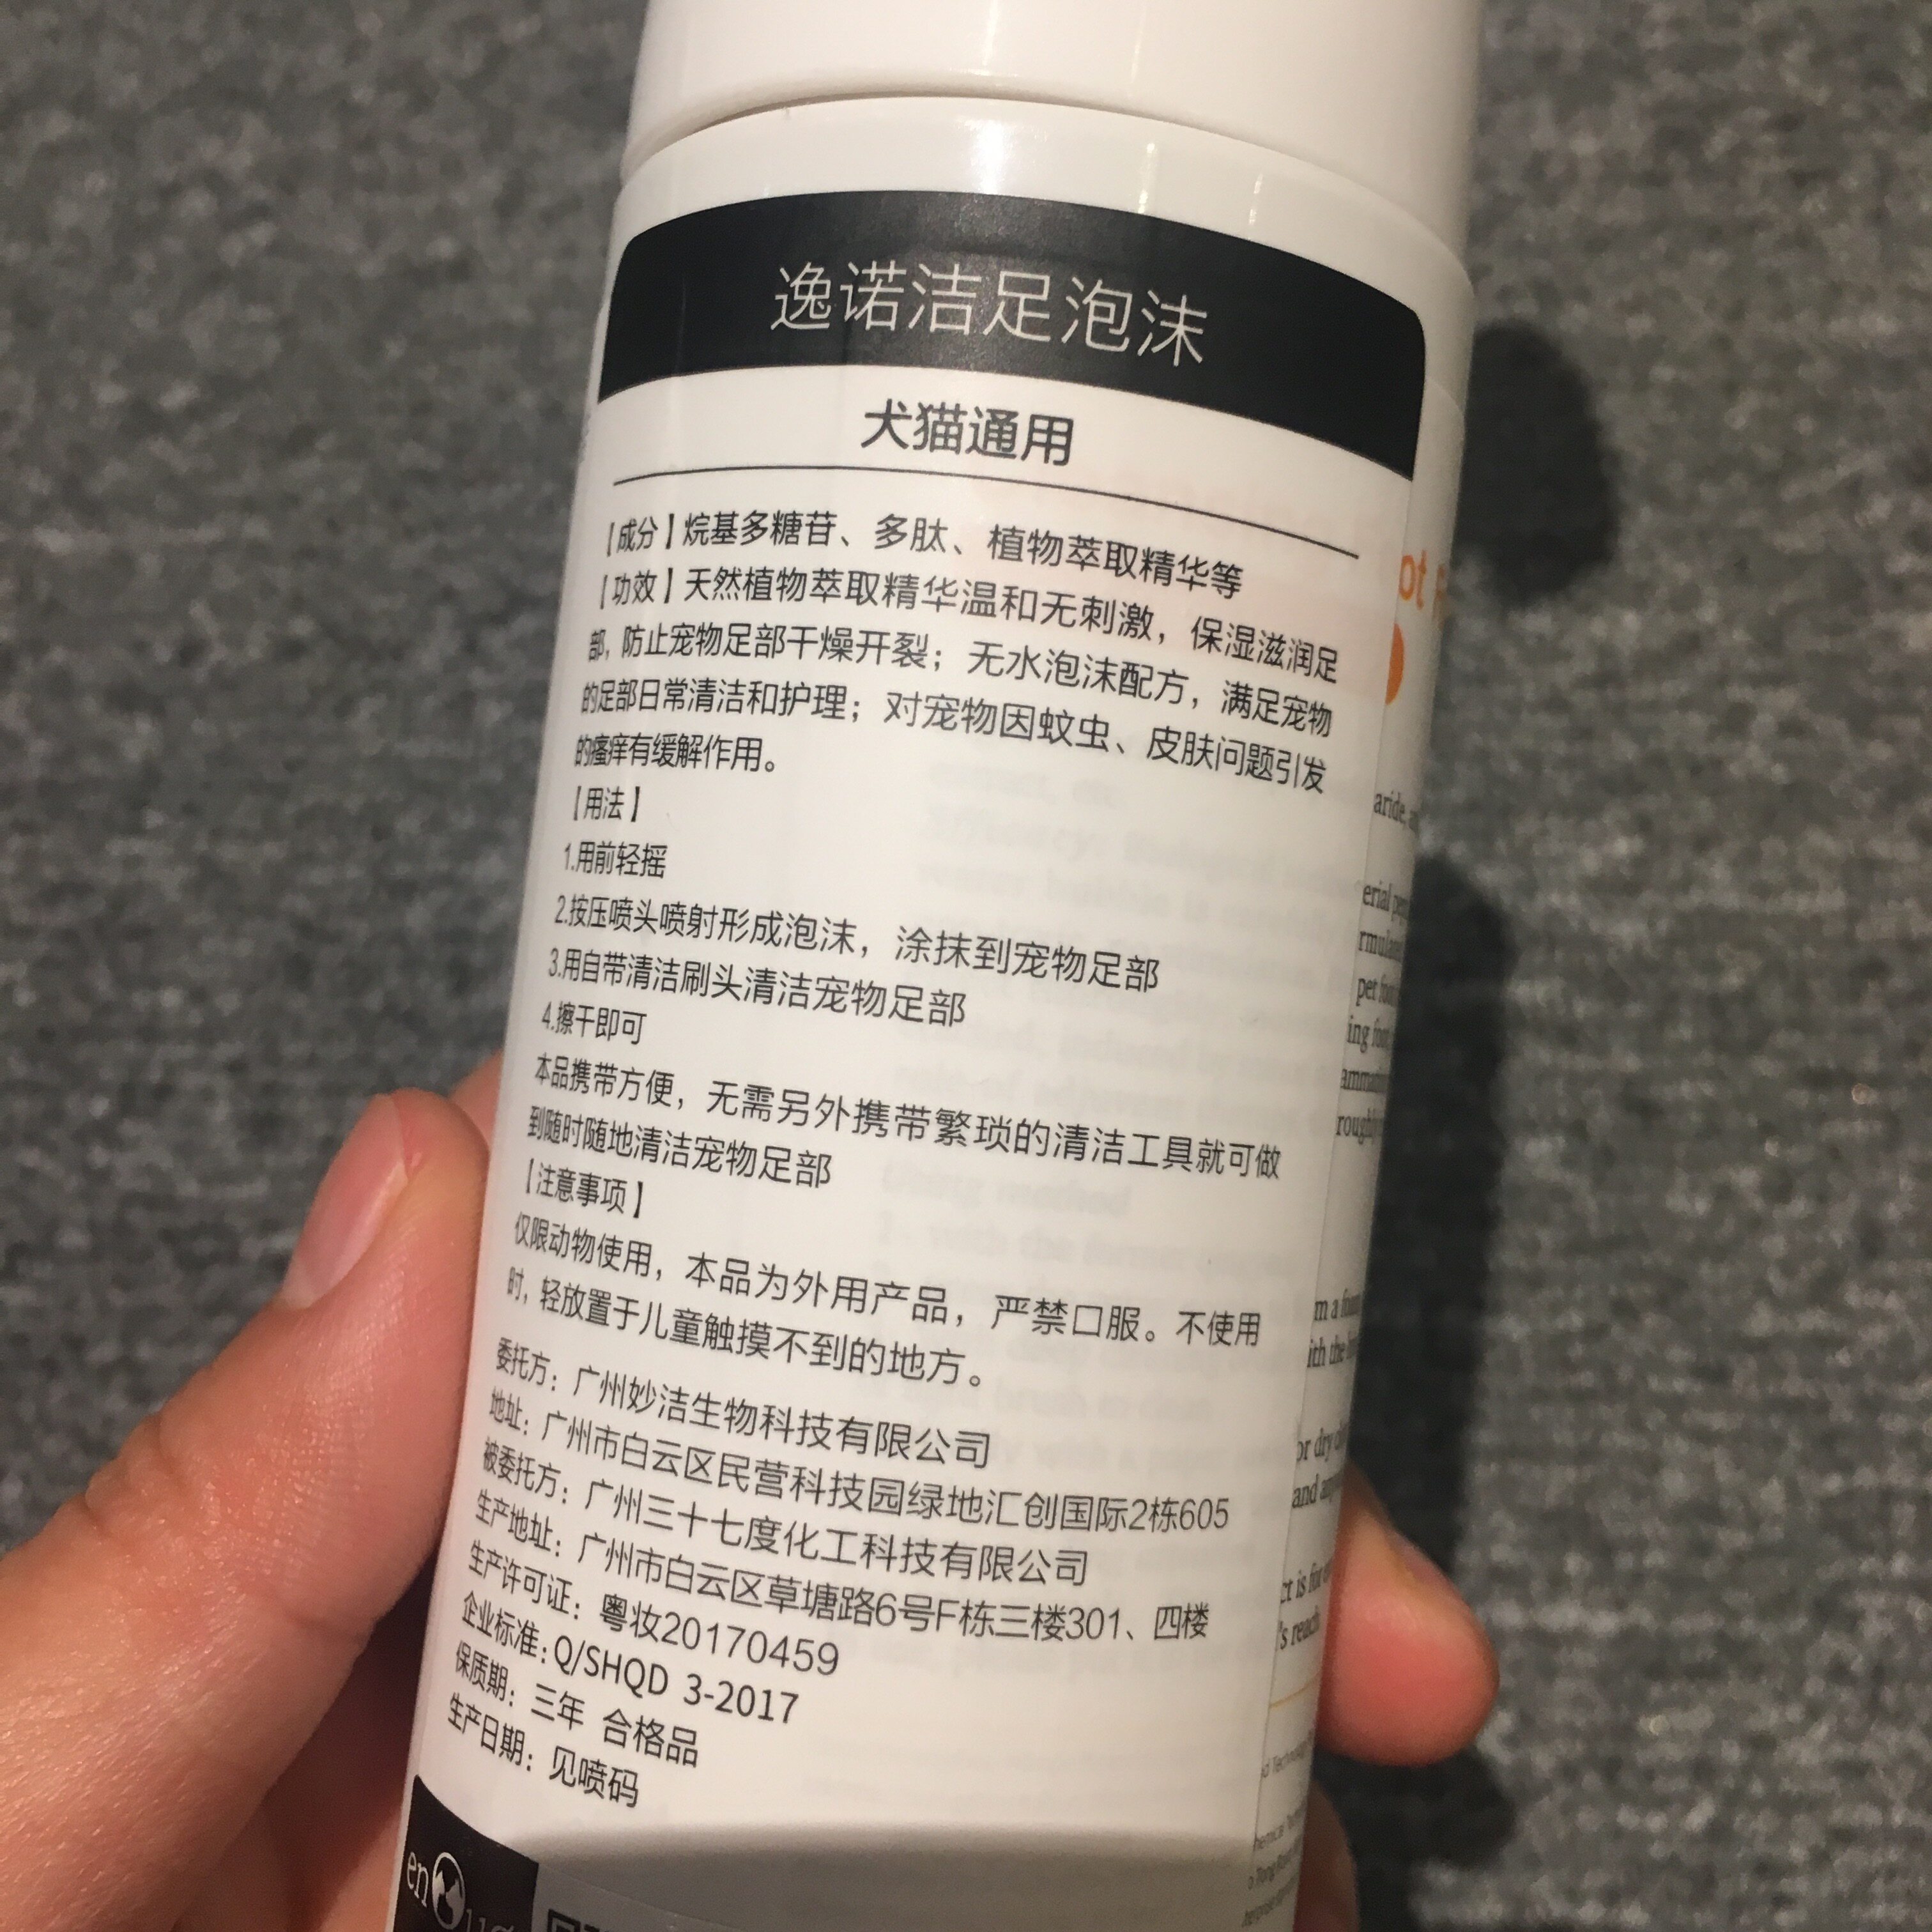 逸诺洁足泡沫
犬猫通用
【成分】烷基多糖苷、多肽、植物萃取精华等
【功效】天然植物萃取精华温和无刺激，保湿滋润足
部，防止宠物足部干燥开裂；无水泡沫配方，满足宠物
的足部日常清洁和护理；对宠物因蚊虫、皮肤问题引发
的瘙痒有缓解作用。
【用法】
1.用前轻摇
2.按压喷头喷射形成泡沫，涂抹到宠物足部
3.用自带清洁刷头清洁宠物足部
4.擦干即可
本品携带方便，无需另外携带繁琐的清洁工具就可做
到随时随地清洁宠物足部
【注意事项】
仅限动物使用，本品为外用产品，严禁口服。不使用
时，轻放置于儿童触摸不到的地方。
委托方：广州妙洁生物科技有限公司
地址：广州市白云区民营科技园绿地汇创国际2栋605
被委托方：广州三十七度化工科技有限公司
生产地址：广州市白云区草塘路6号F栋三楼301、四楼
生产许可证：粤妆20170459
企业标准：Q/SHQD 3-2017
保质期：三年 合格品
生产日期：见喷码
ot
aride,
erial
pet
ing
m a
ith the
or dry
and
's reach